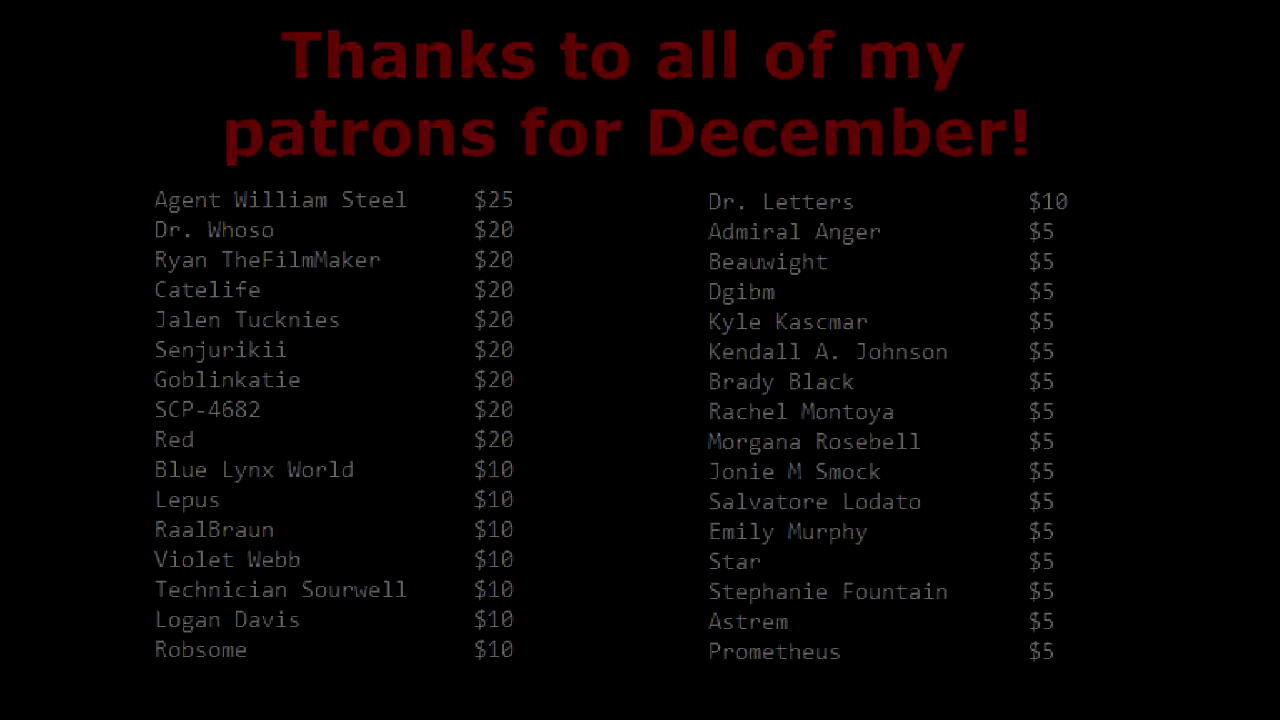 Thanks to all of my
patrons for December!
Agent William Steel $25
Dr. Whoso $20
Ryan TheFilmMaker $20
Catelife $20
Jalen Tucknies $20
Senjurikii $20
Goblinkatie $20
SCP-4682 $20
Red $20
Blue Lynx World $10
Lepus $10
RaalBraun $10
Violet Webb $10
Technician Sourwell $10
Logan Davis $10
Robsome $10
Dr. Letters $10
Admiral Anger $5
Beauwight $5
Dgibm $5
Kyle Kascmar $5
Kendall A. Johnson $5
Brady Black $5
Rachel Montoya $5
Morgana Rosebell $5
Jonie M Smock $5
Salvatore Lodato $5
Emily Murphy $5
Star $5
Stephanie Fountain $5
Astrem $5
Prometheus $5